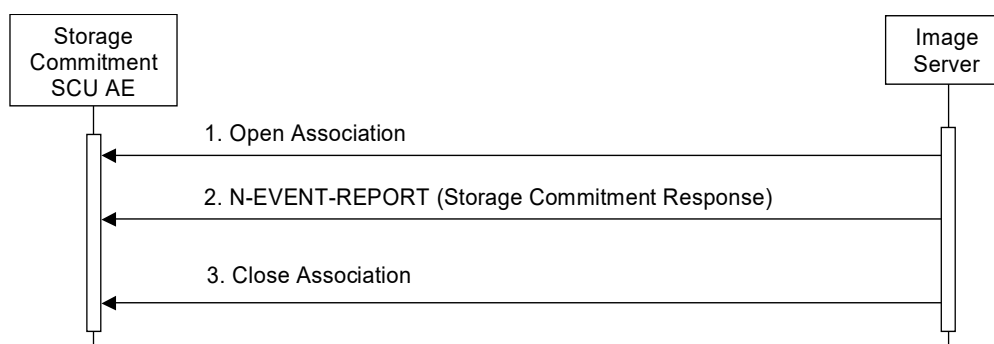 Storage
Commitment
SCU AE
Image
Server
1. Open Association
2. N-EVENT-REPORT (Storage Commitment Response)
3. Close Association